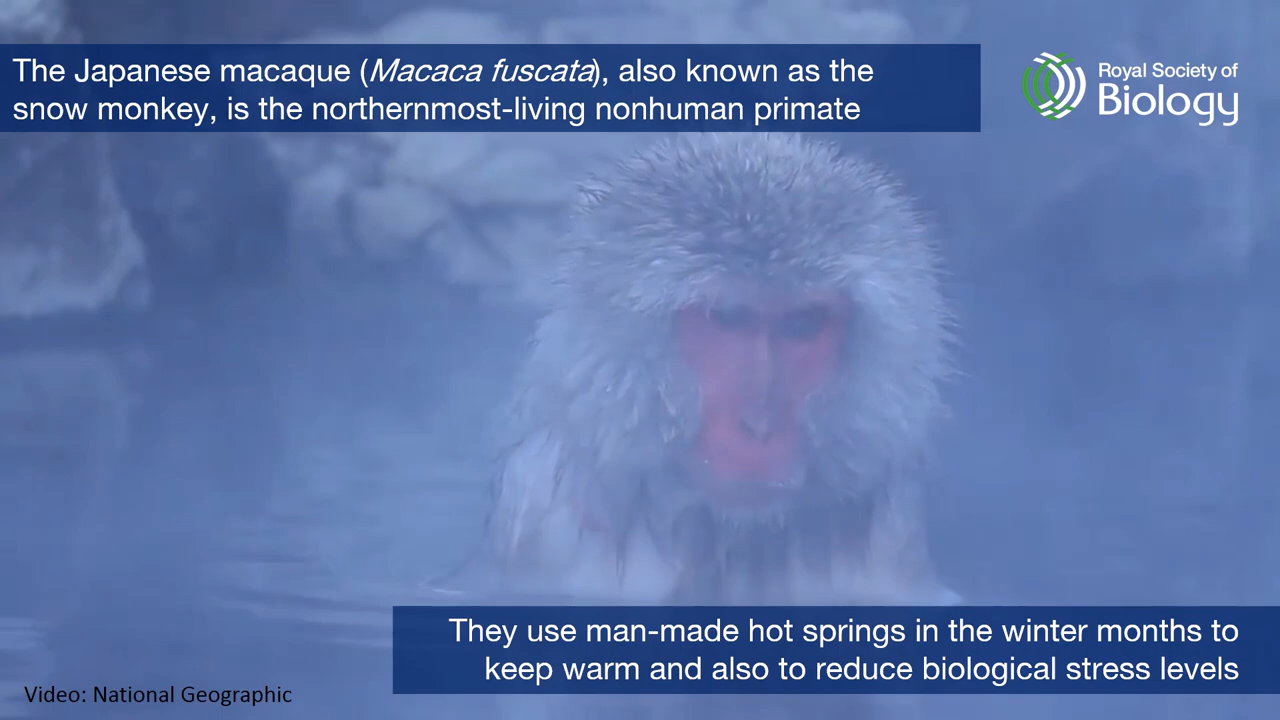 The Japanese macaque (Macaca fuscata), also known as the
snow monkey, is the northernmost-living nonhuman primate
Royal Society of
Biology
They use man-made hot springs in the winter months to
keep warm and also to reduce biological stress levels
Video: National Geographic